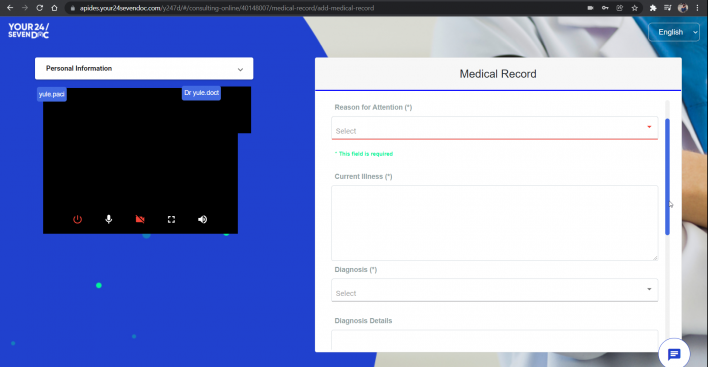 apides.your24sevendoc.com/y247d/#/consulting-online/40148007/medical-record/add-medical-record
YOUR 24/
SEVEN DOC
English
Personal Information
Medical Record
yule.paci
Dr yule.doct
Reason for Attention (*)
Select
* This field is required
Current Illness (*)
Diagnosis (*)
Select
Diagnosis Details